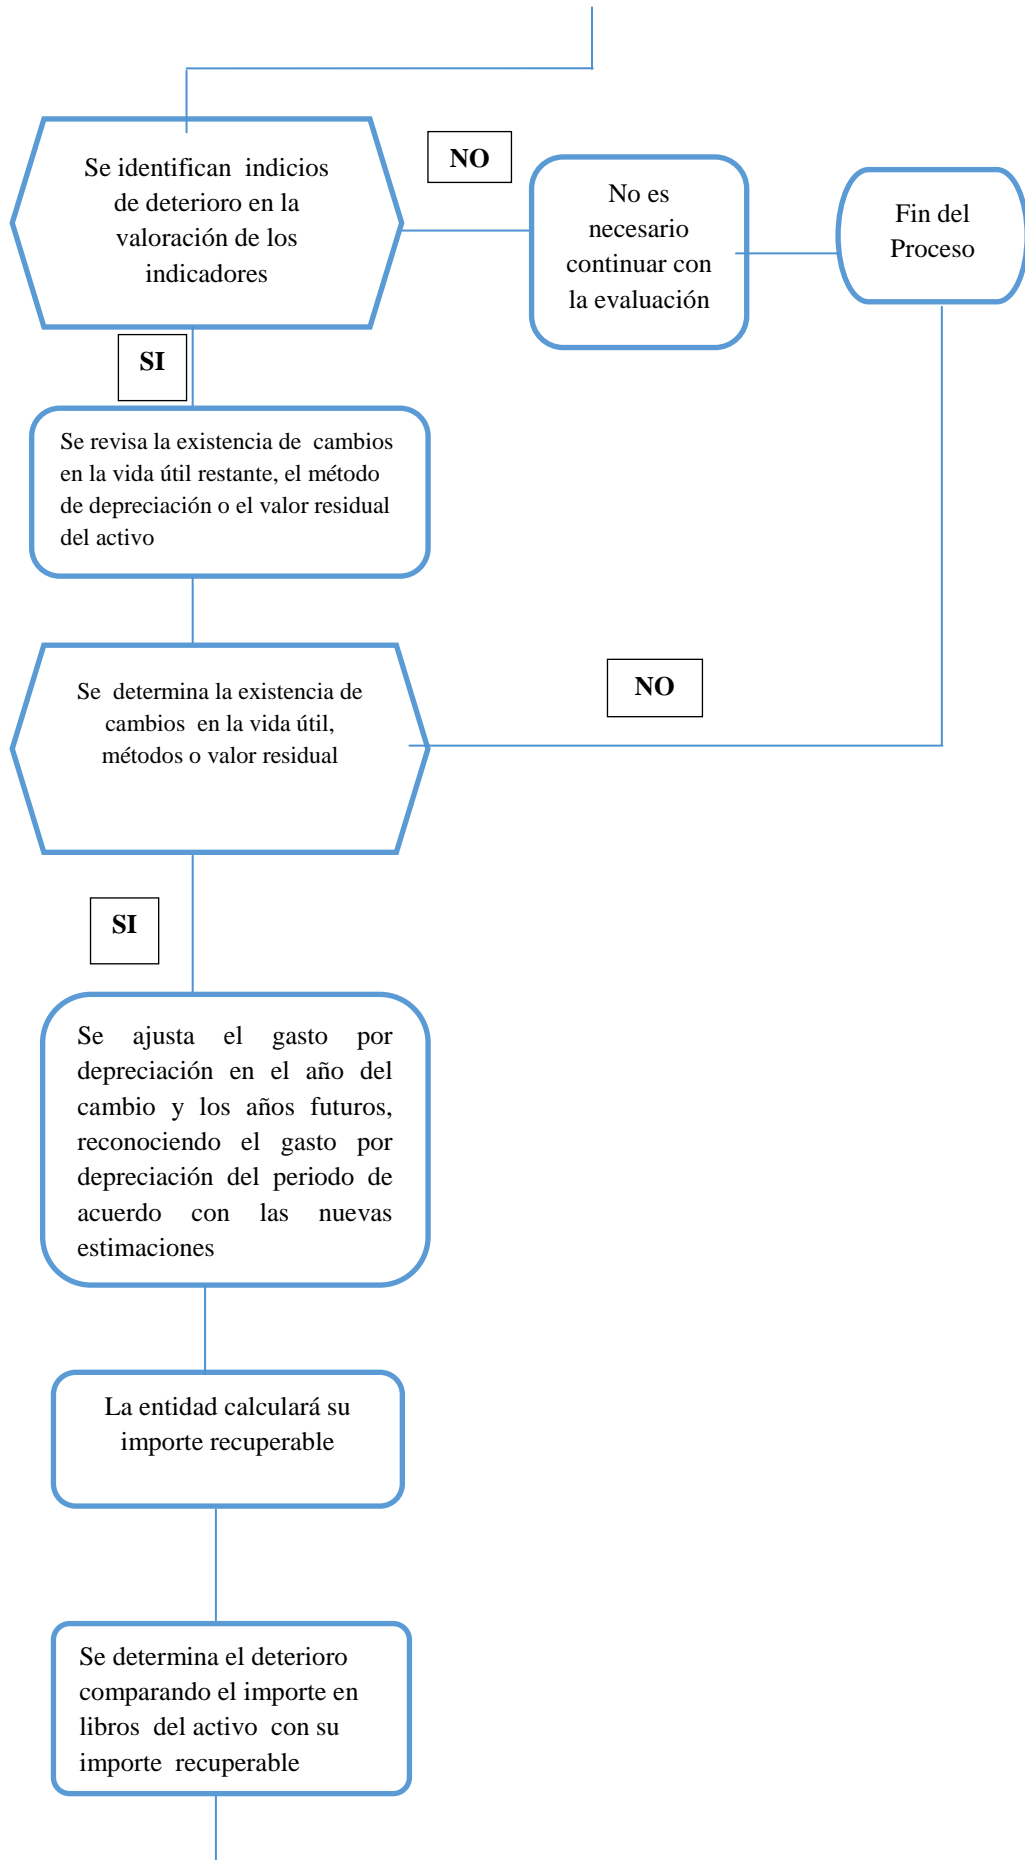 Se identifican indicios
de deterioro en la
valoración de los
indicadores
NO
No es
necesario
continuar con
la evaluación
Fin del
Proceso
SI
Se revisa la existencia de cambios
en la vida útil restante, el método
de depreciación o el valor residual
del activo
Se determina la existencia de
cambios en la vida útil,
métodos o valor residual
NO
SI
Se ajusta el gasto por
depreciación en el año del
cambio y los años futuros,
reconociendo el gasto por
depreciación del periodo de
acuerdo con las nuevas
estimaciones
La entidad calculará su
importe recuperable
Se determina el deterioro
comparando el importe en
libros del activo con su
importe recuperable